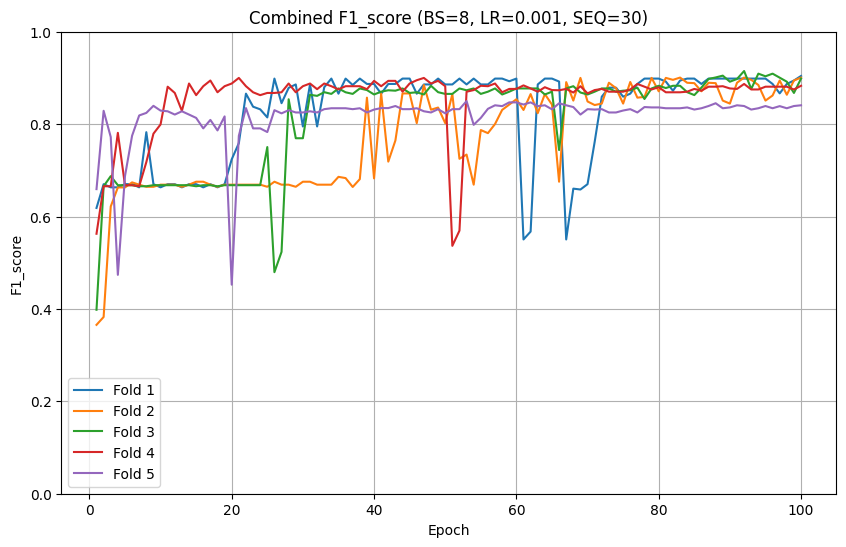 Combined F1_score (BS=8, LR=0.001, SEQ=30)
1.0
0.8
0.6
0.4
0.2
0.0
F1_score
Fold 1
Fold 2
Fold 3
Fold 4
Fold 5
0 20 40 60 80 100
Epoch